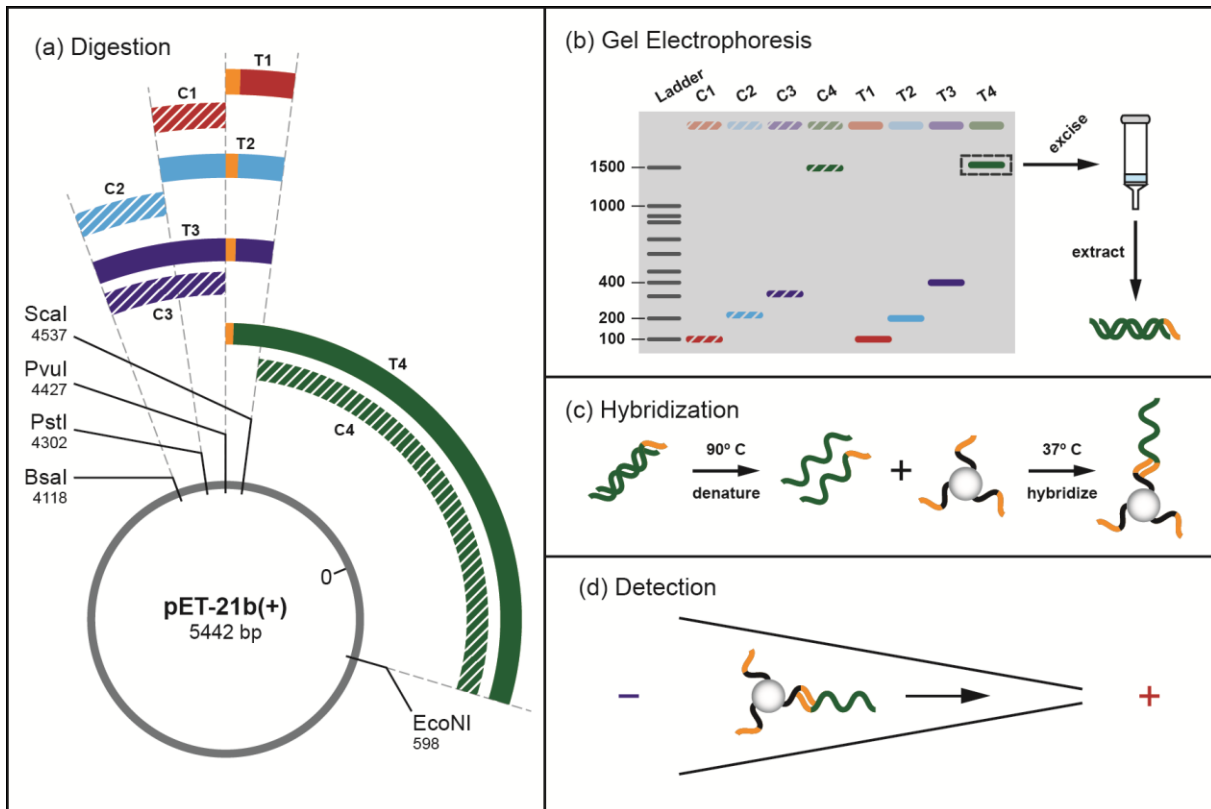 (a) Digestion
T1
C1
T2
C2
T3
C3
ScaI
4537
T4
PvuI
4427
C4
PstI
4302
BsaI
4118
0
pET-21b(+)
5442 bp
EcoNI
598
(b) Gel Electrophoresis
Ladder C1 C2 C3 C4 T1 T2 T3 T4
excise
1500
1000
extract
400
200
100
(c) Hybridization
90º C
denature
+
37º C
hybridize
(d) Detection
− +